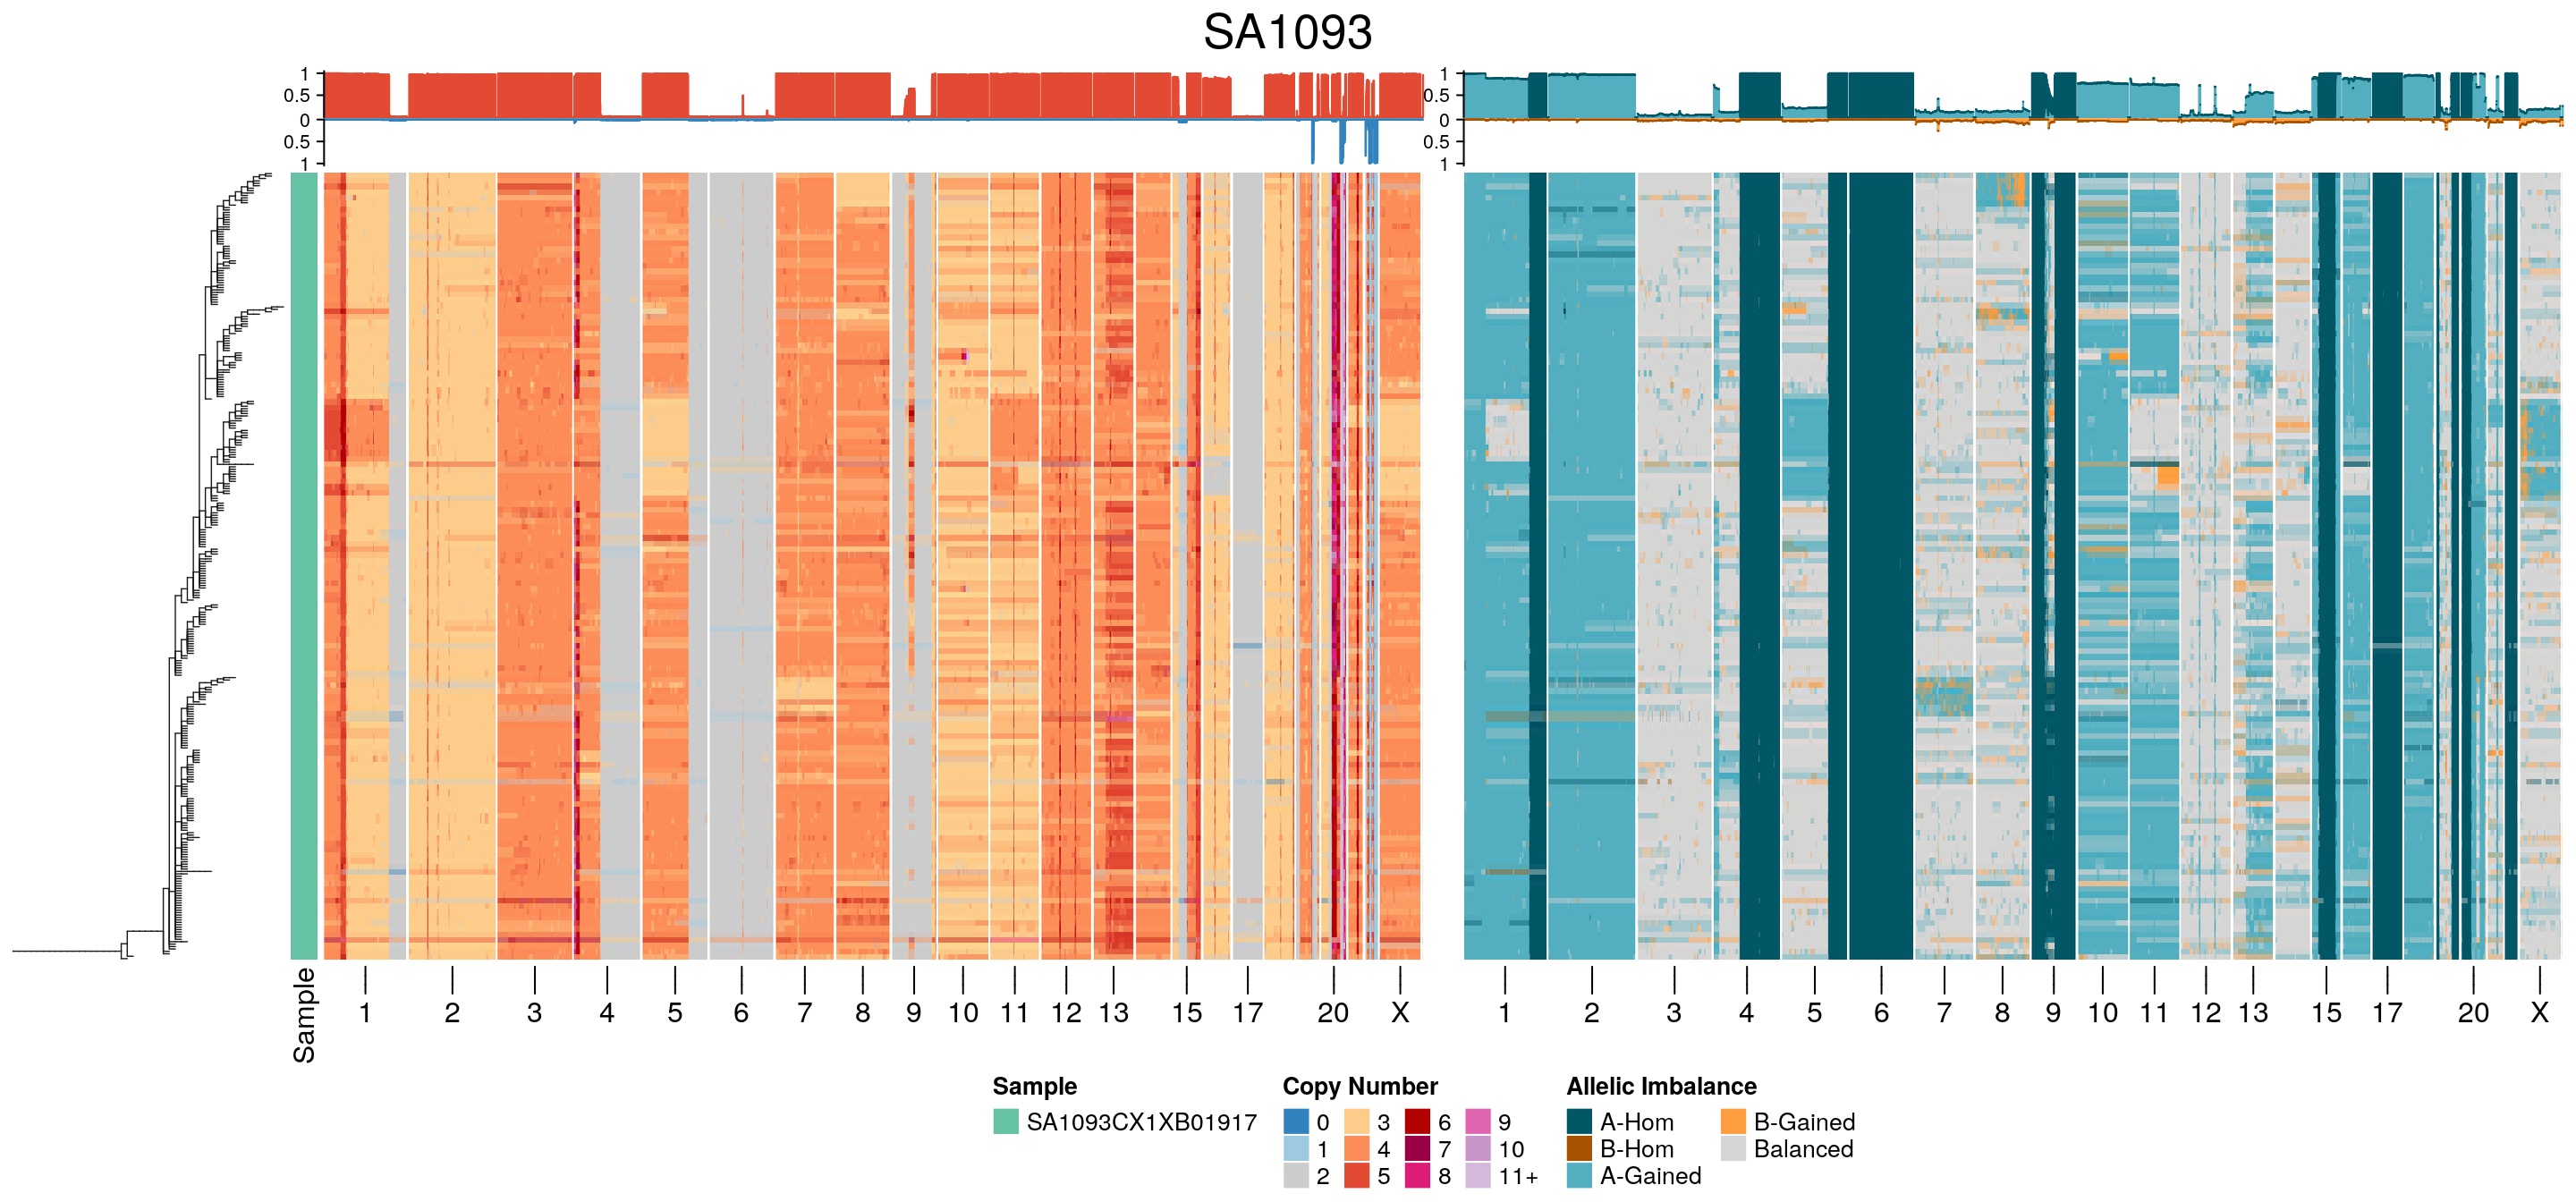 SA1093
1
0.5
0
0.5
1
1
0.5
0
0.5
1
Sample
1 2 3 4 5 6 7 8 9 10 11 12 13 15 17 20 X
1 2 3 4 5 6 7 8 9 10 11 12 13 15 17 20 X
Sample
SA1093CX1XB01917
Copy Number
0 3 6 9
1 4 7 10
2 5 8 11+
Allelic Imbalance
A-Hom B-Gained
B-Hom Balanced
A-Gained